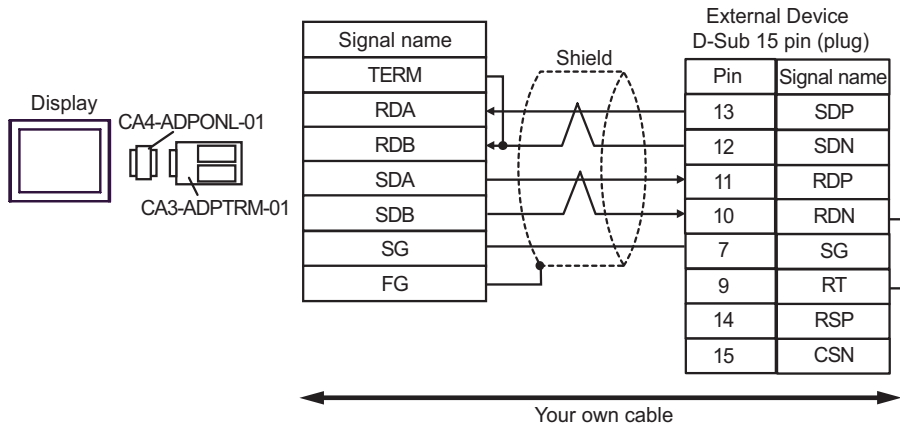 External Device
D-Sub 15 pin (plug)
Signal name
Shield
TERM
Pin Signal name
Display
RDA
13 SDP
CA4-ADPONL-01
RDB
12 SDN
SDA
11 RDP
CA3-ADPTRM-01
SDB
10 RDN
SG
7 SG
FG
9 RT
14 RSP
15 CSN
Your own cable